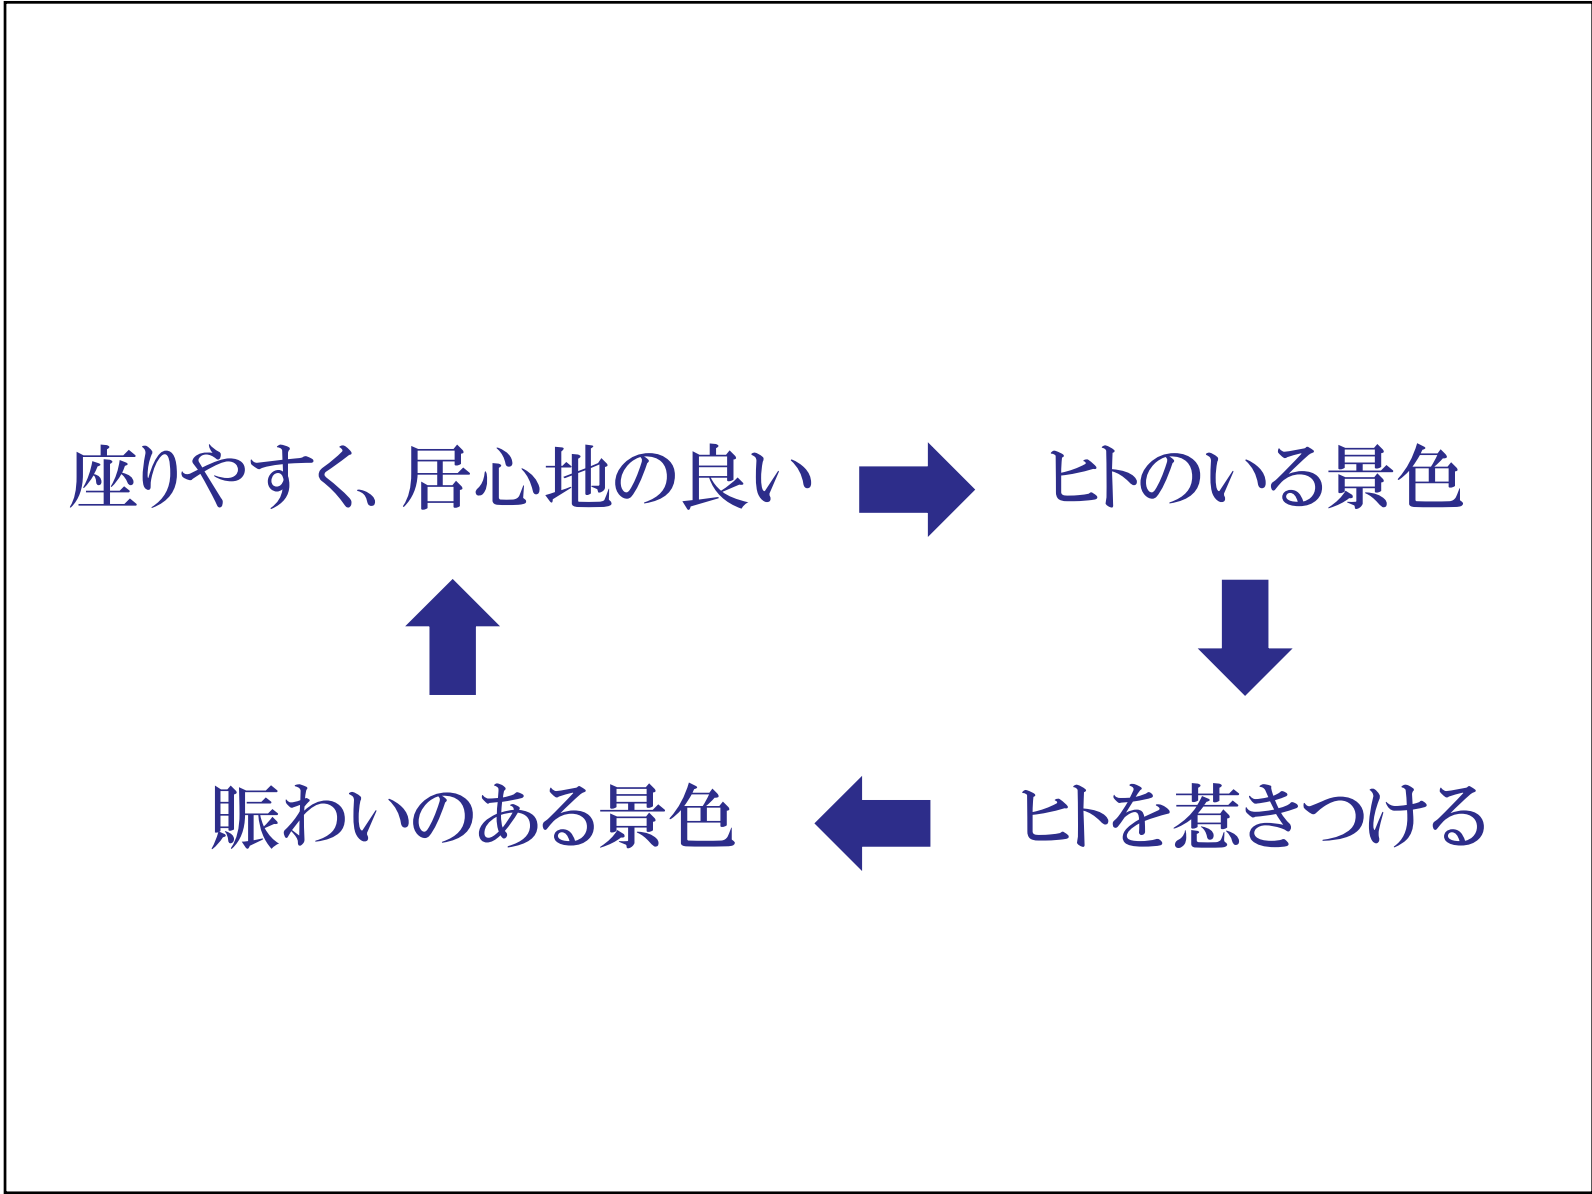 座りやすく、居心地の良い
ヒトのいる景色
賑わいのある景色
ヒトを惹きつける